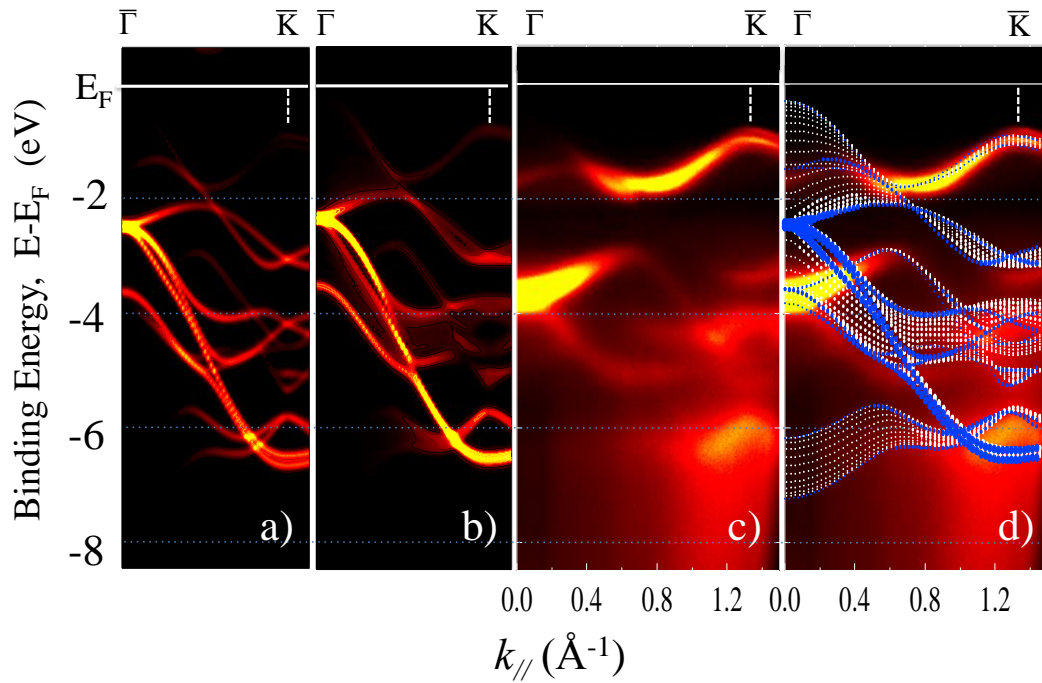 Γ̅ K̅ Γ̅ K̅ Γ̅ K̅ Γ̅ K̅
E_F
-2
-4
-6
-8
Binding Energy, E-E_F (eV)
a) b) c) d)
0.0 0.4 0.8 1.2 0.0 0.4 0.8 1.2
k_// (Å⁻¹)